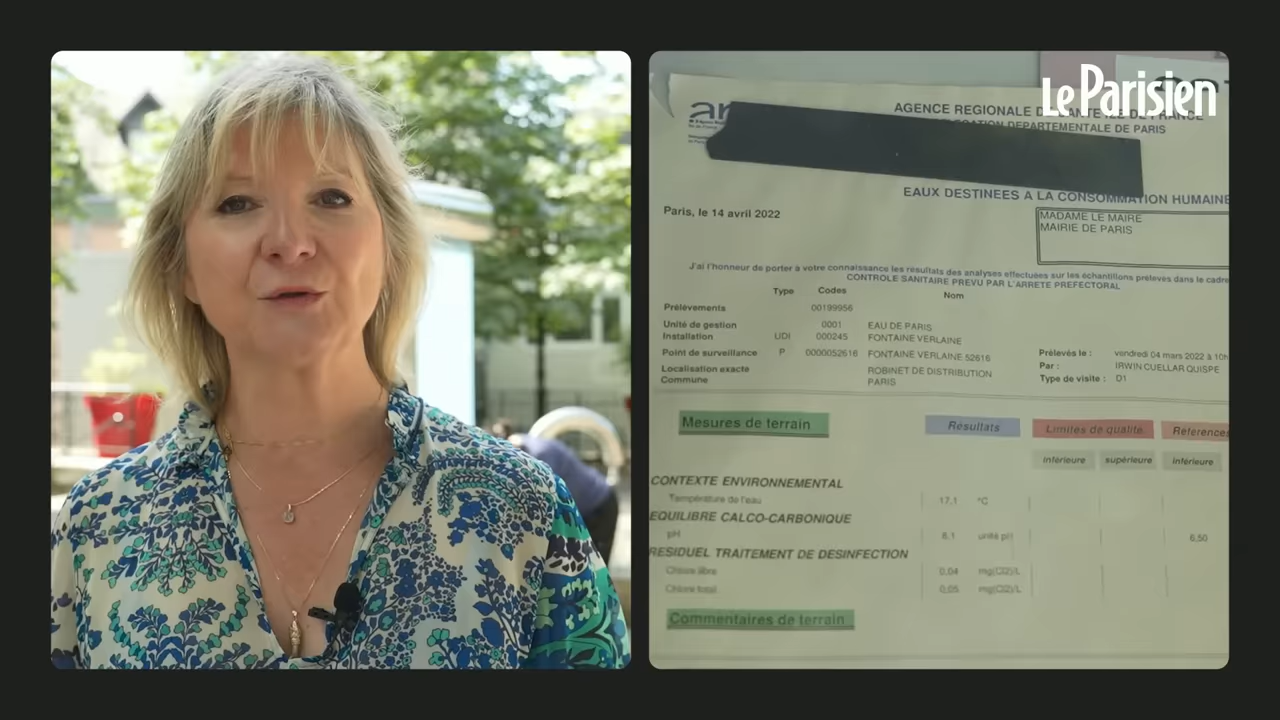 Le Parisien
AGENCE REGIONALE DE FRANCE
DEPARTEMENTALE DE PARIS
EAUX DESTINEES A LA CONSOMMATION HUMAINE
Paris, le 14 avril 2022
MADAME LE MAIRE
MAIRIE DE PARIS
J'ai l'honneur de porter à votre connaissance les résultats des analyses effectuées sur les échantillons prélevés dans le cadre
CONTROLE SANITAIRE PREVU PAR L'ARRETE PREFECTORAL
Type Codes Nom
Prélèvements 00199956
Unité de gestion 0001 EAU DE PARIS
Installation UDI 000245 FONTAINE VERLAINE
Point de surveillance P 0000052616 FONTAINE VERLAINE 52616
Localisation exacte ROBINET DE DISTRIBUTION
Commune PARIS
Prélevés le : vendredi 04 mars 2022 à 10h
Par : IRWIN CUELLAR QUISPE
Type de visite : D1
Mesures de terrain Résultats Limites de qualité References
inférieure supérieure inférieure
CONTEXTE ENVIRONNEMENTAL
Température de l'eau 17,1 °C
EQUILIBRE CALCO-CARBONIQUE
pH unité pH 6,50
RESIDUEL TRAITEMENT DE DESINFECTION
Chlore libre 0,04 mg(Cl2)/L
Chlore total 0,05 mg(Cl2)/L
Commentaires de terrain